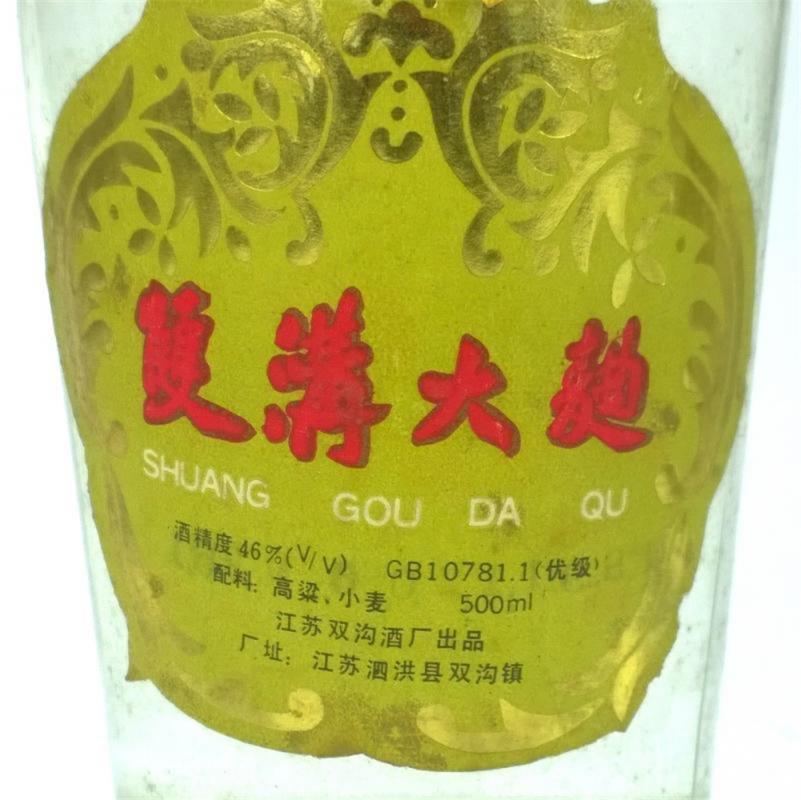 雙溝大麯
SHUANG GOU DA QU
酒精度46%(V/V) GB10781.1(优级)
配料: 高粱、小麦 500ml
江苏双沟酒厂出品
厂址: 江苏泗洪县双沟镇